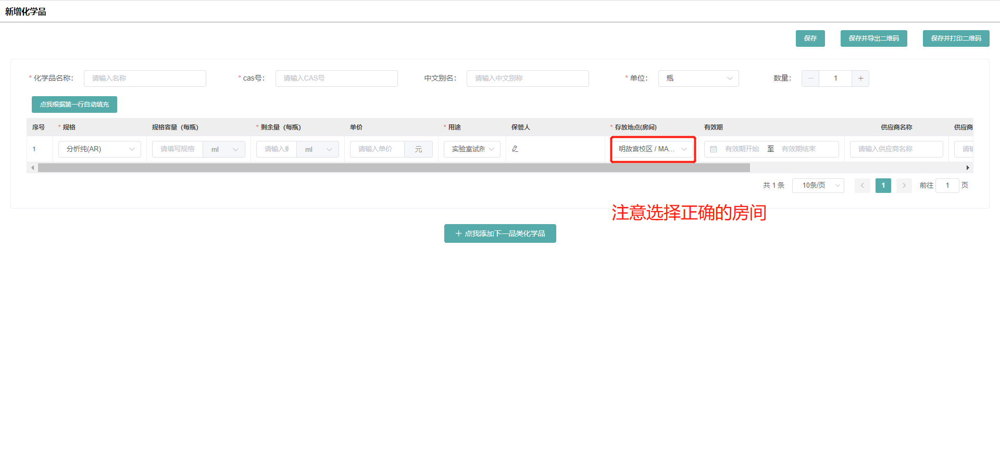 新增化学品
保存 保存并导出二维码 保存并打印二维码
* 化学品名称： 请输入名称 * cas号： 请输入CAS号 中文别名： 请输入中文别称 * 单位： 瓶 数量： － 1 +
点我根据第一行自动填充
序号 * 规格 规格容量（每瓶） * 剩余量（每瓶） 单价 * 用途 保管人 * 存放地点(房间) 有效期 供应商名称 供应商
1 分析纯(AR) 请填写规格 ml 请输入 ml 请输入单价 元 实验室试剂 明故宫校区 / MA... 有效期开始 至 有效期结束 请输入供应商名称 请输
共 1 条 10条/页 < 1 > 前往 1 页
注意选择正确的房间
+ 点我添加下一品类化学品